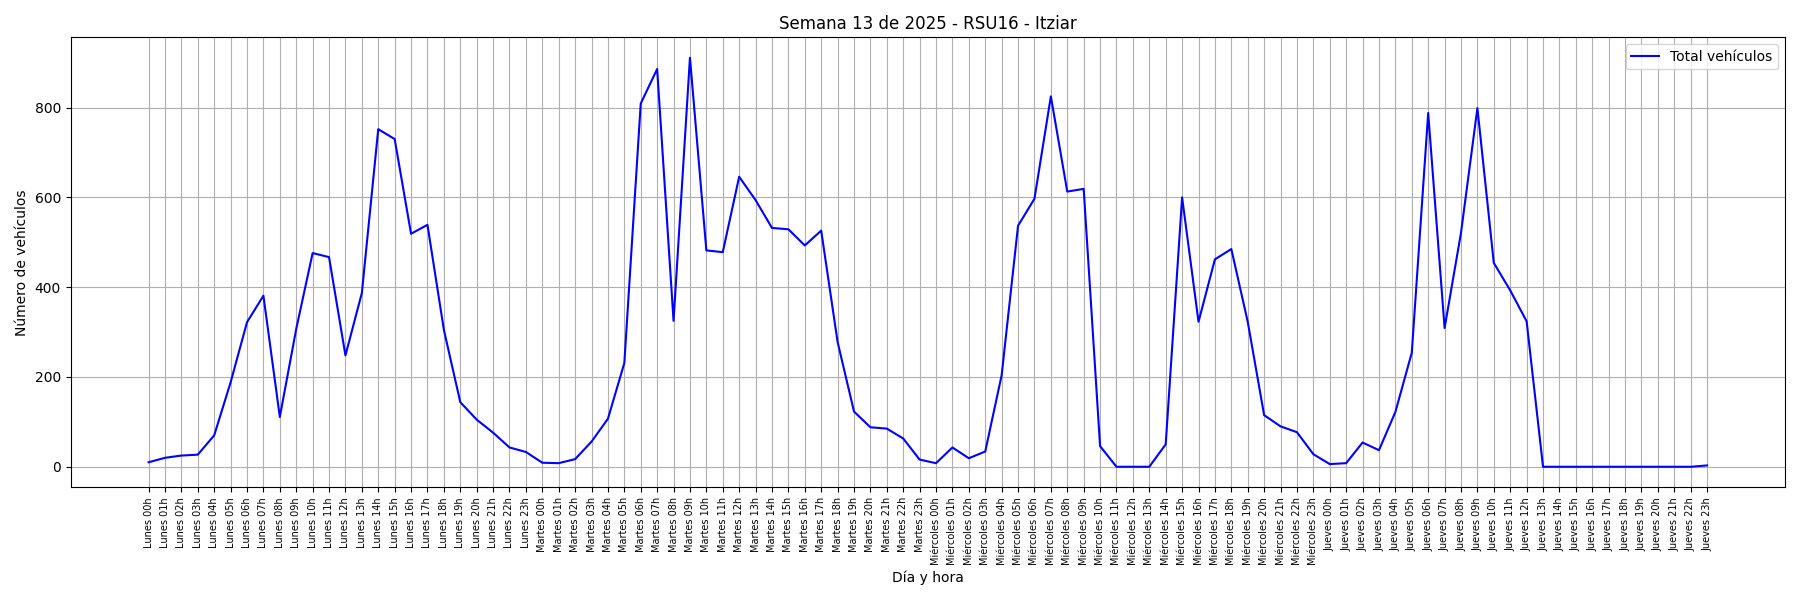 Semana 13 de 2025 - RSU16 - Itziar
Total vehículos
Número de vehículos
800
600
400
200
0
Lunes 00h
Lunes 01h
Lunes 02h
Lunes 03h
Lunes 04h
Lunes 05h
Lunes 06h
Lunes 07h
Lunes 08h
Lunes 09h
Lunes 10h
Lunes 11h
Lunes 12h
Lunes 13h
Lunes 14h
Lunes 15h
Lunes 16h
Lunes 17h
Lunes 18h
Lunes 19h
Lunes 20h
Lunes 21h
Lunes 22h
Lunes 23h
Martes 00h
Martes 01h
Martes 02h
Martes 03h
Martes 04h
Martes 05h
Martes 06h
Martes 07h
Martes 08h
Martes 09h
Martes 10h
Martes 11h
Martes 12h
Martes 13h
Martes 14h
Martes 15h
Martes 16h
Martes 17h
Martes 18h
Martes 19h
Martes 20h
Martes 21h
Martes 22h
Martes 23h
Miércoles 00h
Miércoles 01h
Miércoles 02h
Miércoles 03h
Miércoles 04h
Miércoles 05h
Miércoles 06h
Miércoles 07h
Miércoles 08h
Miércoles 09h
Miércoles 10h
Miércoles 11h
Miércoles 12h
Miércoles 13h
Miércoles 14h
Miércoles 15h
Miércoles 16h
Miércoles 17h
Miércoles 18h
Miércoles 19h
Miércoles 20h
Miércoles 21h
Miércoles 22h
Miércoles 23h
Jueves 00h
Jueves 01h
Jueves 02h
Jueves 03h
Jueves 04h
Jueves 05h
Jueves 06h
Jueves 07h
Jueves 08h
Jueves 09h
Jueves 10h
Jueves 11h
Jueves 12h
Jueves 13h
Jueves 14h
Jueves 15h
Jueves 16h
Jueves 17h
Jueves 18h
Jueves 19h
Jueves 20h
Jueves 21h
Jueves 22h
Jueves 23h
Día y hora